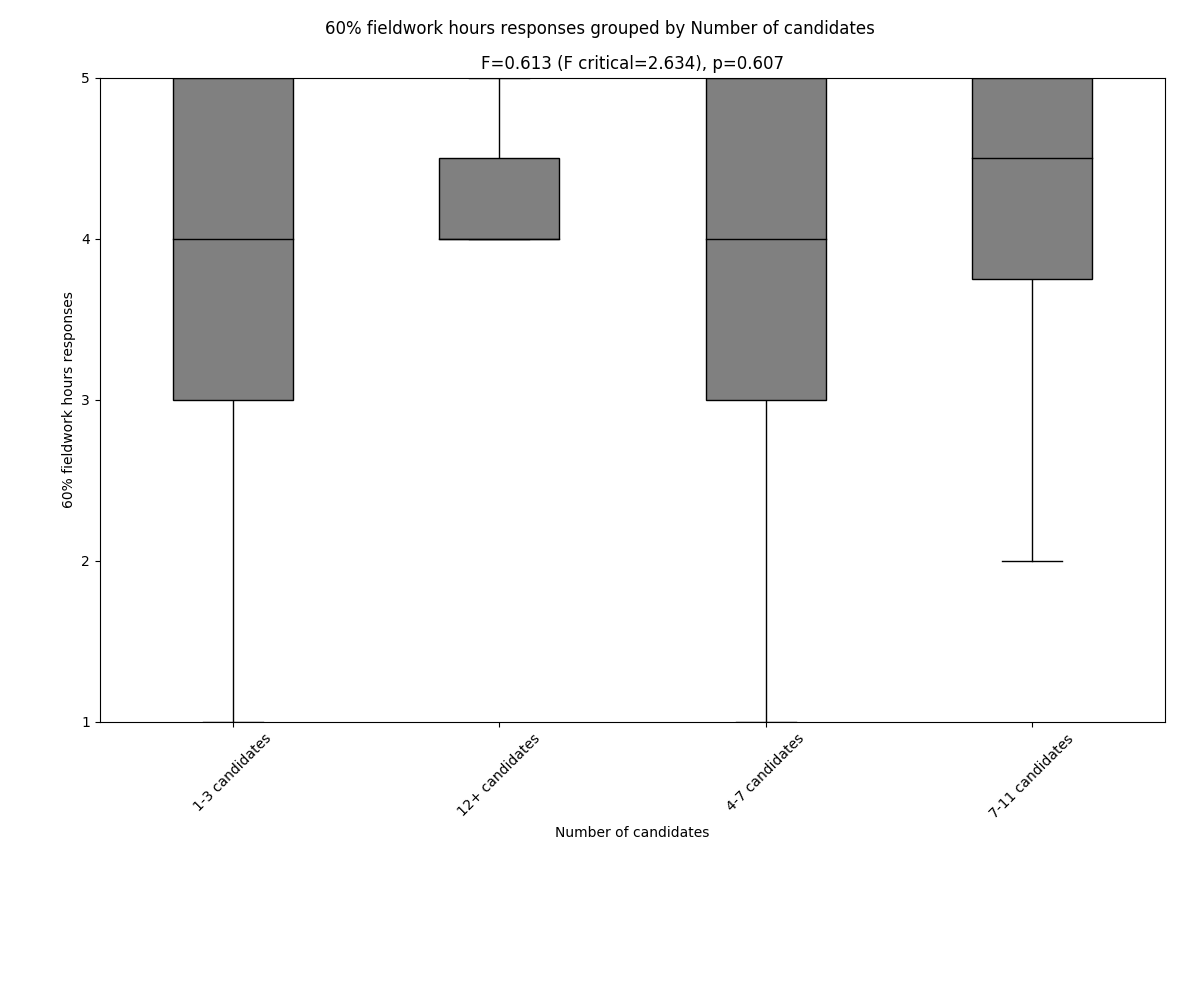 60% fieldwork hours responses grouped by Number of candidates
F=0.613 (F critical=2.634), p=0.607
5
4
3
2
1
60% fieldwork hours responses
1-3 candidates
12+ candidates
4-7 candidates
7-11 candidates
Number of candidates